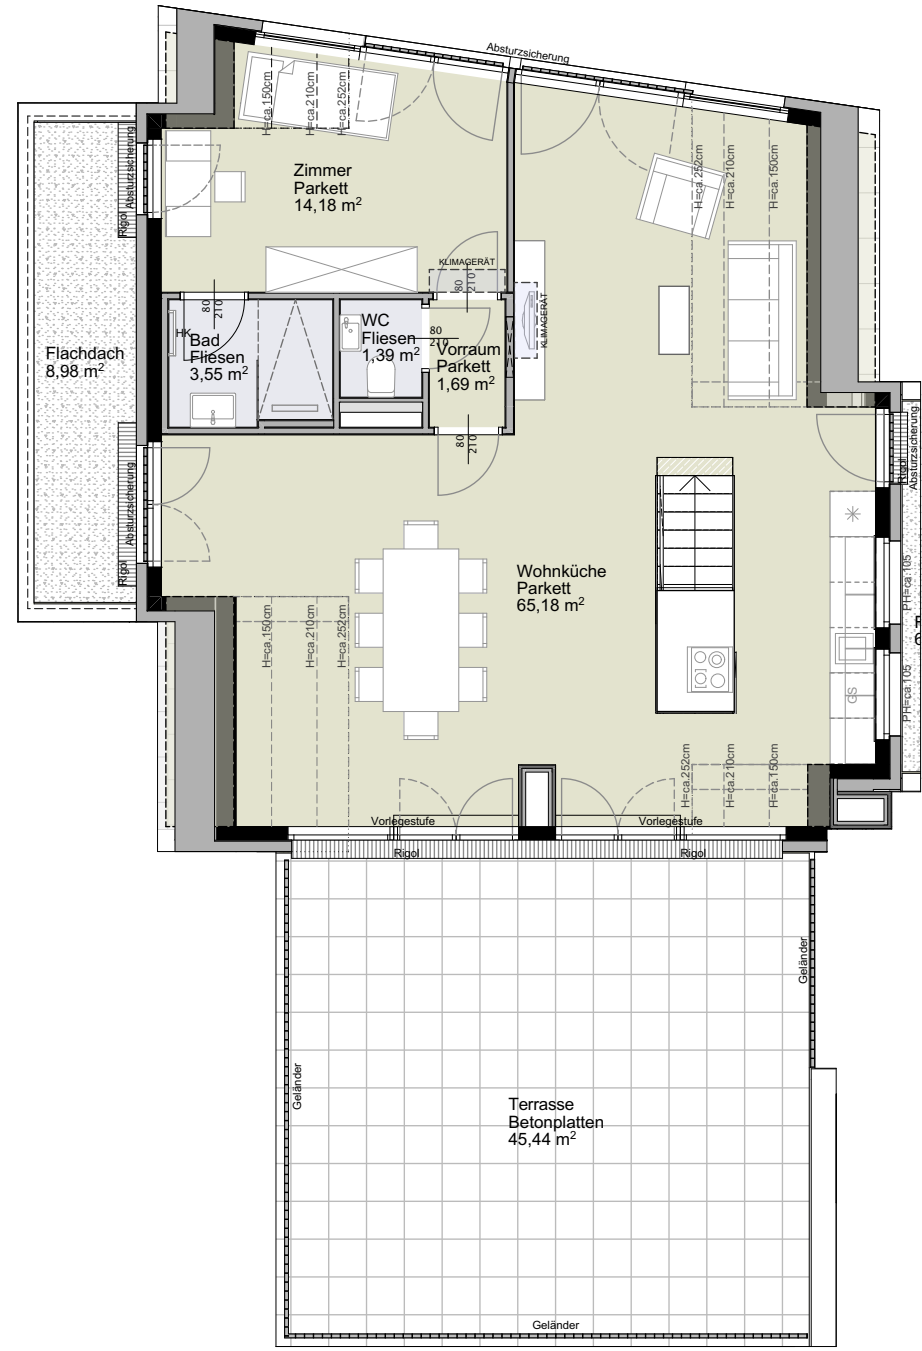 Absturzsicherung
H=ca.150cm
H=ca.210cm
H=ca.252cm
Absturzsicherung
Rigol
Zimmer
Parkett
14,18 m²
H=ca.252cm
H=ca.210cm
H=ca.150cm
KLIMAGERÄT
80
210
80
210
KLIMAGERÄT
Flachdach
8,98 m²
HK
Bad
Fliesen
3,55 m²
WC
Fliesen
1,39 m²
80
210
Vorraum
Parkett
1,69 m²
80
210
Absturzsicherung
Rigol
Rigol
Absturzsicherung
Wohnküche
Parkett
65,18 m²
PH=ca.105
PH=ca.105
GS
F
6
H=ca.150cm
H=ca.210cm
H=ca.252cm
H=ca.252cm
H=ca.210cm
H=ca.150cm
Vorlegestufe
Vorlegestufe
Rigol
Rigol
Geländer
Geländer
Terrasse
Betonplatten
45,44 m²
Geländer